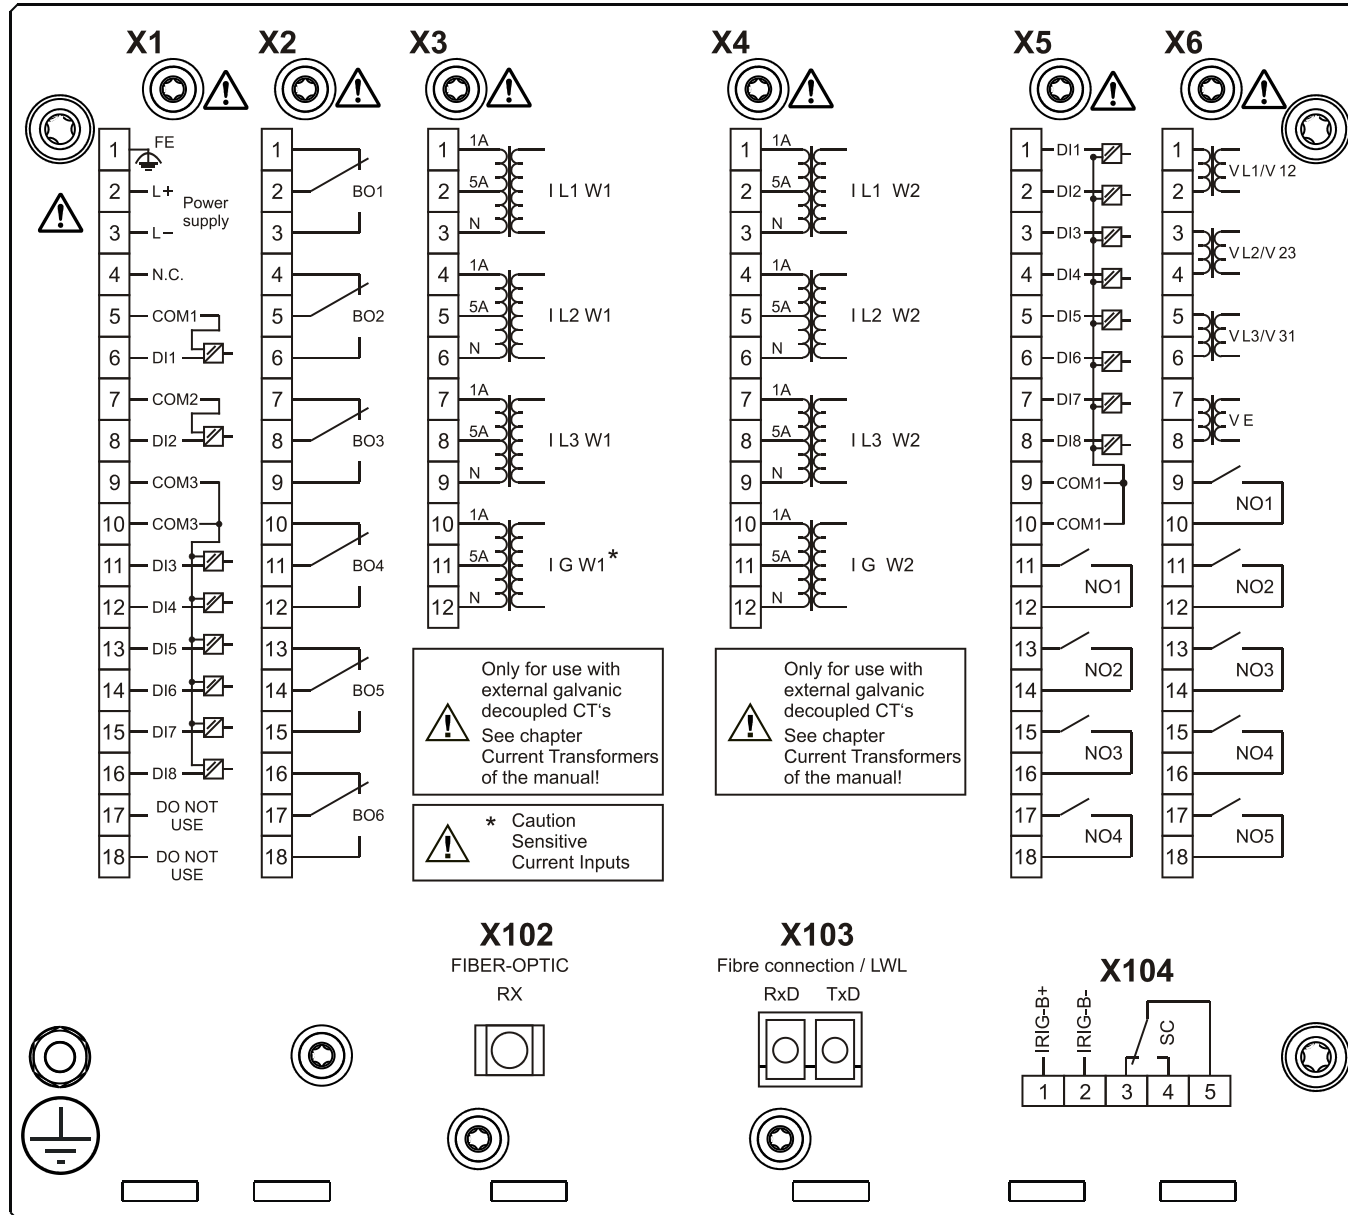 X1 X2 X3 X4 X5 X6
1 FE
2 L+
Power
supply
3 L-
4 N.C.
5 COM1
6 DI1
7 COM2
8 DI2
9 COM3
10 COM3
11 DI3
12 DI4
13 DI5
14 DI6
15 DI7
16 DI8
17 DO NOT
USE
18 DO NOT
USE
1
2 BO1
3
4
5 BO2
6
7
8 BO3
9
10
11 BO4
12
13
14 BO5
15
16
17 BO6
18
1 1A
2 5A I L1 W1
3 N
4 1A
5 5A I L2 W1
6 N
7 1A
8 5A I L3 W1
9 N
10 1A
11 5A I G W1*
12 N
Only for use with
external galvanic
decoupled CT's
See chapter
Current Transformers
of the manual!
* Caution
Sensitive
Current Inputs
1 1A
2 5A I L1 W2
3 N
4 1A
5 5A I L2 W2
6 N
7 1A
8 5A I L3 W2
9 N
10 1A
11 5A I G W2
12 N
Only for use with
external galvanic
decoupled CT's
See chapter
Current Transformers
of the manual!
1 DI1
2 DI2
3 DI3
4 DI4
5 DI5
6 DI6
7 DI7
8 DI8
9 COM1
10 COM1
11
NO1
12
13
NO2
14
15
NO3
16
17
NO4
18
1
V L1/V 12
2
3
V L2/V 23
4
5
V L3/V 31
6
7
V E
8
9
NO1
10
11
NO2
12
13
NO3
14
15
NO4
16
17
NO5
18
X102
FIBER-OPTIC
RX
X103
Fibre connection / LWL
RxD TxD
X104
IRIG-B+
IRIG-B-
SC
1 2 3 4 5